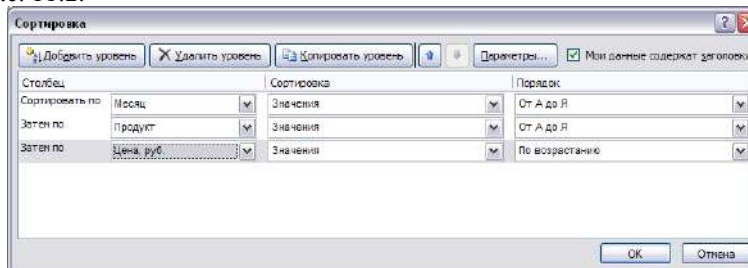 Сортировка
Добавить уровень Удалить уровень Копировать уровень Параметры... Мои данные содержат заголовки
Столбец Сортировка Порядок
Сортировать по Месяц Значения От А до Я
Затем по Продукт Значения От А до Я
Затем по Цена, руб. Значения По возрастанию
ОК Отмена